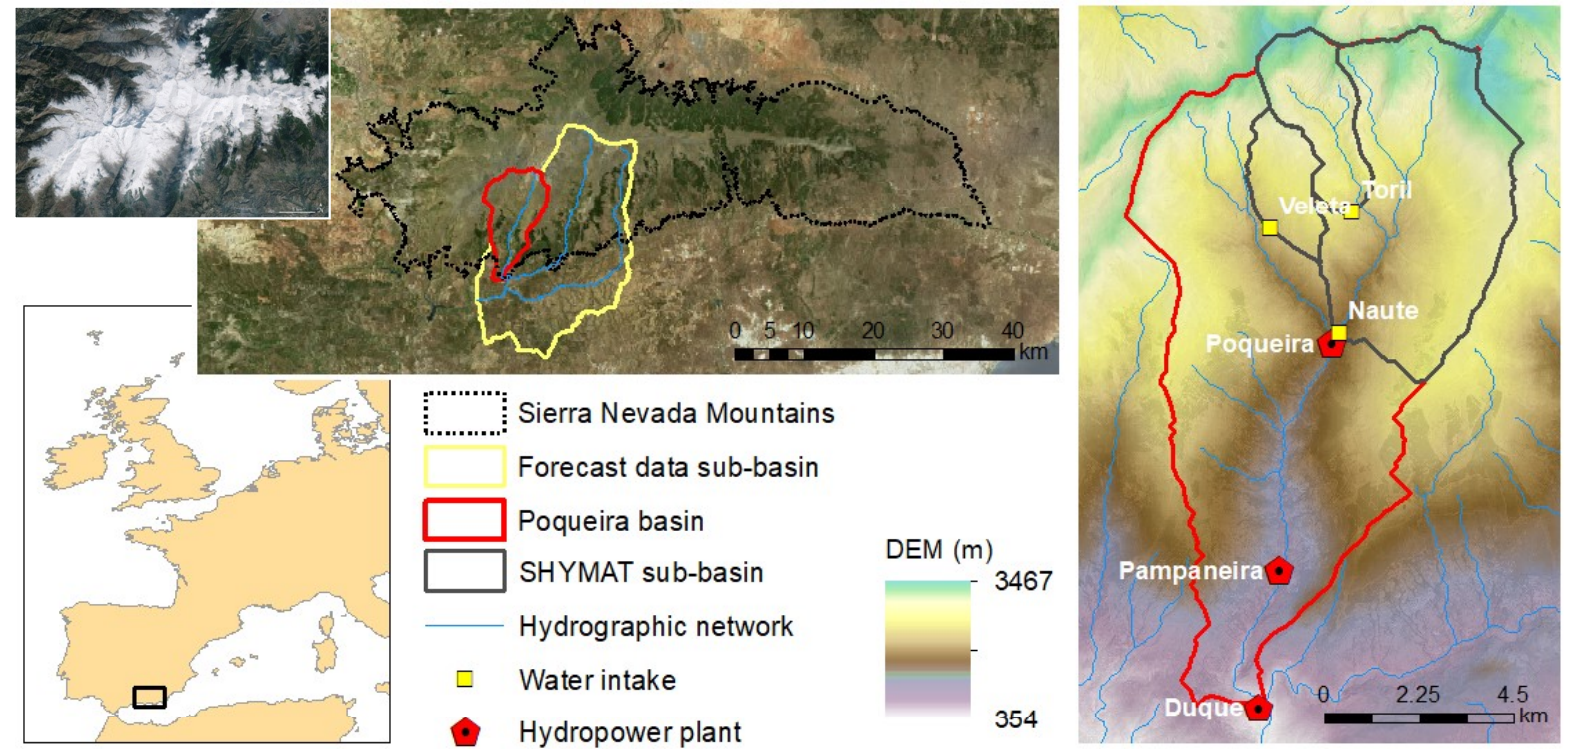 0 5 10 20 30 40
km
Sierra Nevada Mountains
Forecast data sub-basin
Poqueira basin
SHYMAT sub-basin
Hydrographic network
Water intake
Hydropower plant
DEM (m)
3467
354
Toril
Veleta
Naute
Poqueira
Pampaneira
Duque
0 2.25 4.5
km